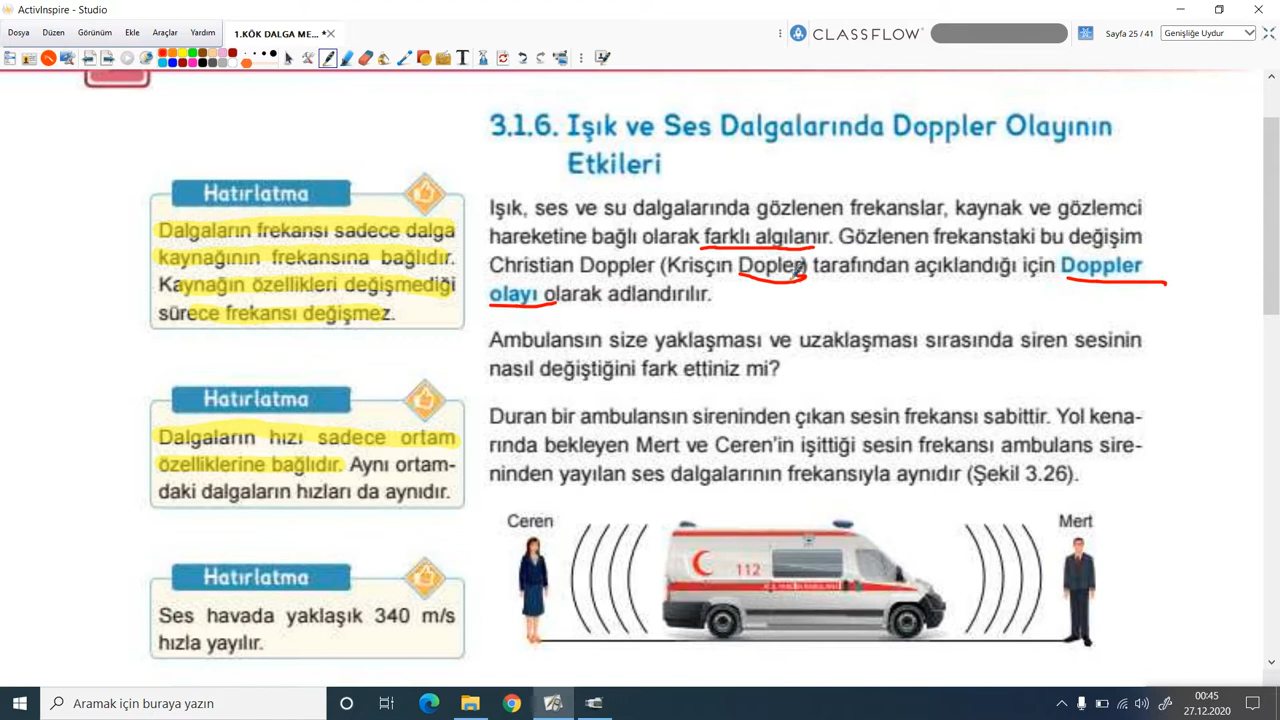 ActivInspire - Studio
Dosya Düzen Görünüm Ekle Araçlar Yardım
1.KÖK DALGA ME... *
CLASSFLOW
Sayfa 25 / 41
Genişliğe Uydur
3.1.6. Işık ve Ses Dalgalarında Doppler Olayının
Etkileri
Hatırlatma
Dalgaların frekansı sadece dalga
kaynağının frekansına bağlıdır.
Kaynağın özellikleri değişmediği
sürece frekansı değişmez.
Hatırlatma
Dalgaların hızı sadece ortam
özelliklerine bağlıdır. Aynı ortam-
daki dalgaların hızları da aynıdır.
Hatırlatma
Ses havada yaklaşık 340 m/s
hızla yayılır.
Işık, ses ve su dalgalarında gözlenen frekanslar, kaynak ve gözlemci
hareketine bağlı olarak farklı algılanır. Gözlenen frekanstaki bu değişim
Christian Doppler (Krisçın Dopler) tarafından açıklandığı için Doppler
olayı olarak adlandırılır.
Ambulansın size yaklaşması ve uzaklaşması sırasında siren sesinin
nasıl değiştiğini fark ettiniz mi?
Duran bir ambulansın sireninden çıkan sesin frekansı sabittir. Yol kena-
rında bekleyen Mert ve Ceren'in işittiği sesin frekansı ambulans sire-
ninden yayılan ses dalgalarının frekansıyla aynıdır (Şekil 3.26).
Ceren
Mert
112
Aramak için buraya yazın
00:45
27.12.2020